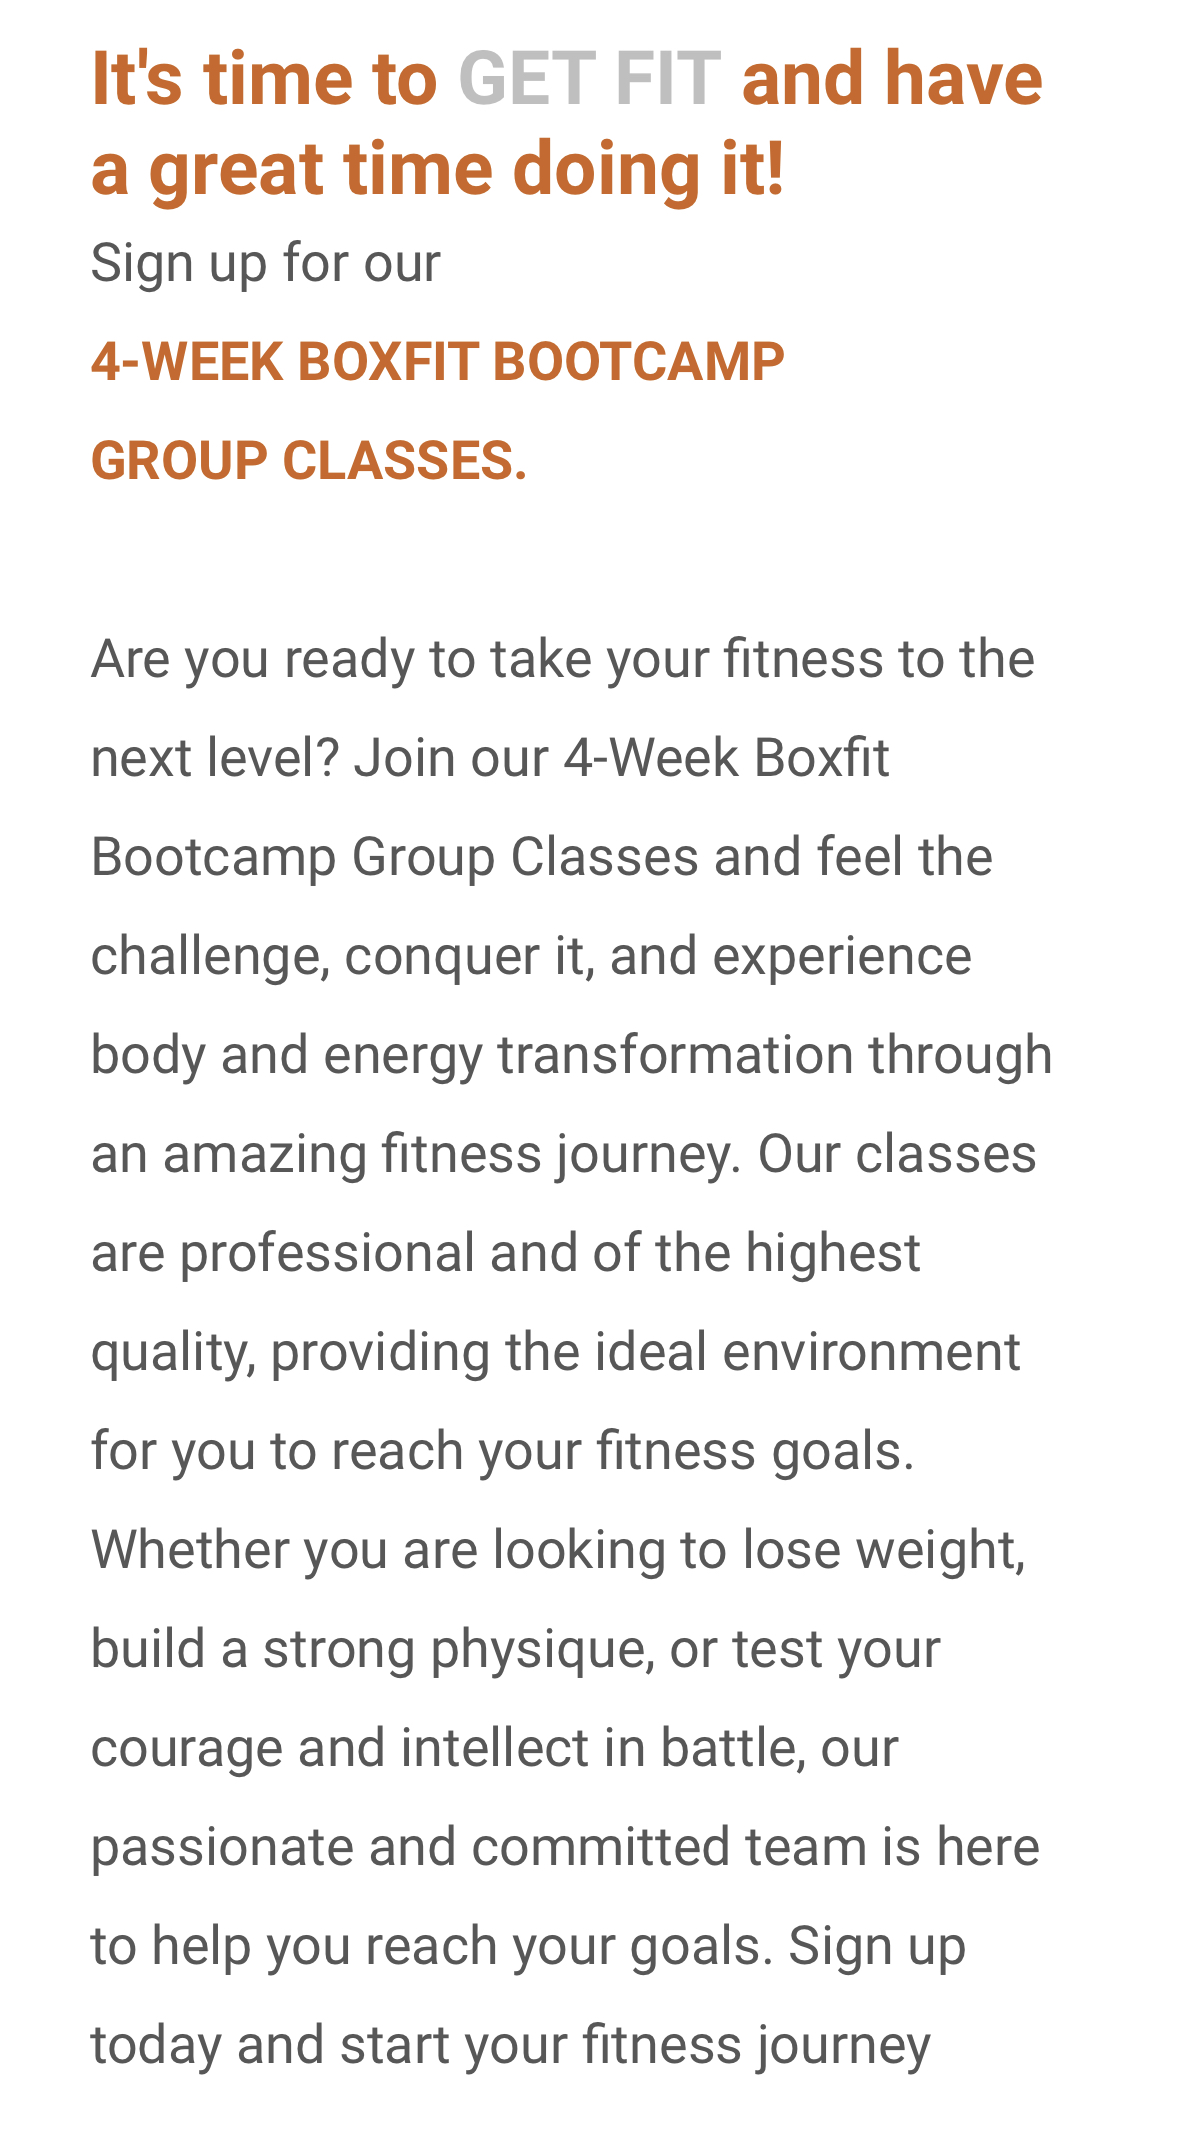 It's time to GET FIT and have
a great time doing it!
Sign up for our
4-WEEK BOXFIT BOOTCAMP
GROUP CLASSES.
Are you ready to take your fitness to the
next level? Join our 4-Week Boxfit
Bootcamp Group Classes and feel the
challenge, conquer it, and experience
body and energy transformation through
an amazing fitness journey. Our classes
are professional and of the highest
quality, providing the ideal environment
for you to reach your fitness goals.
Whether you are looking to lose weight,
build a strong physique, or test your
courage and intellect in battle, our
passionate and committed team is here
to help you reach your goals. Sign up
today and start your fitness journey